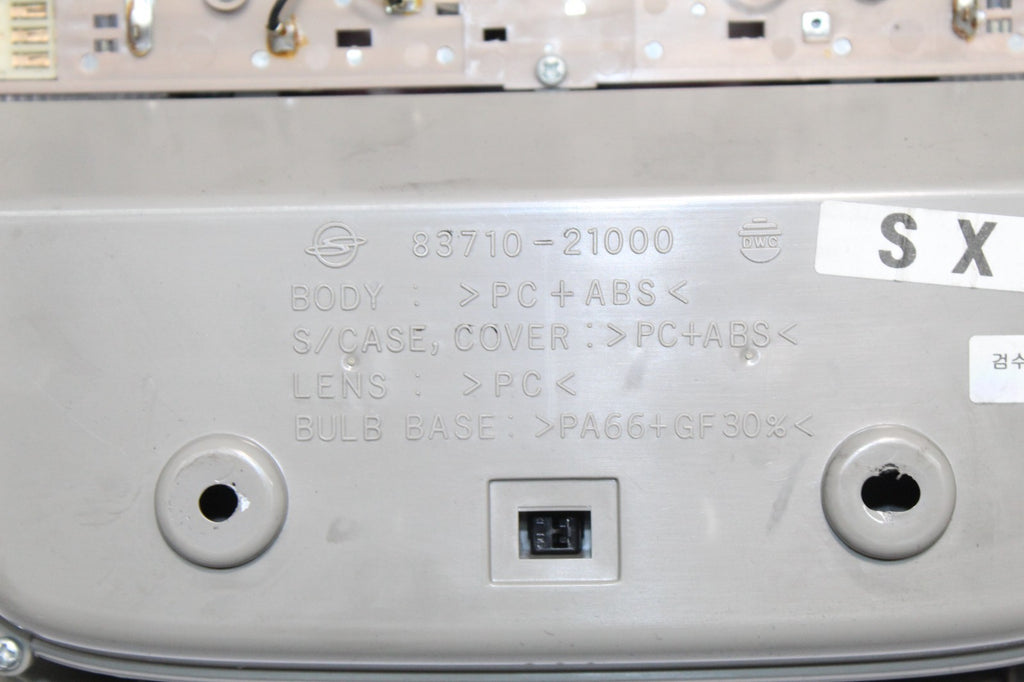 83710-21000
DWC
SX
BODY : >PC+ABS<
S/CASE, COVER : >PC+ABS<
검수
LENS : >PC<
BULB BASE : >PA66+GF30%<